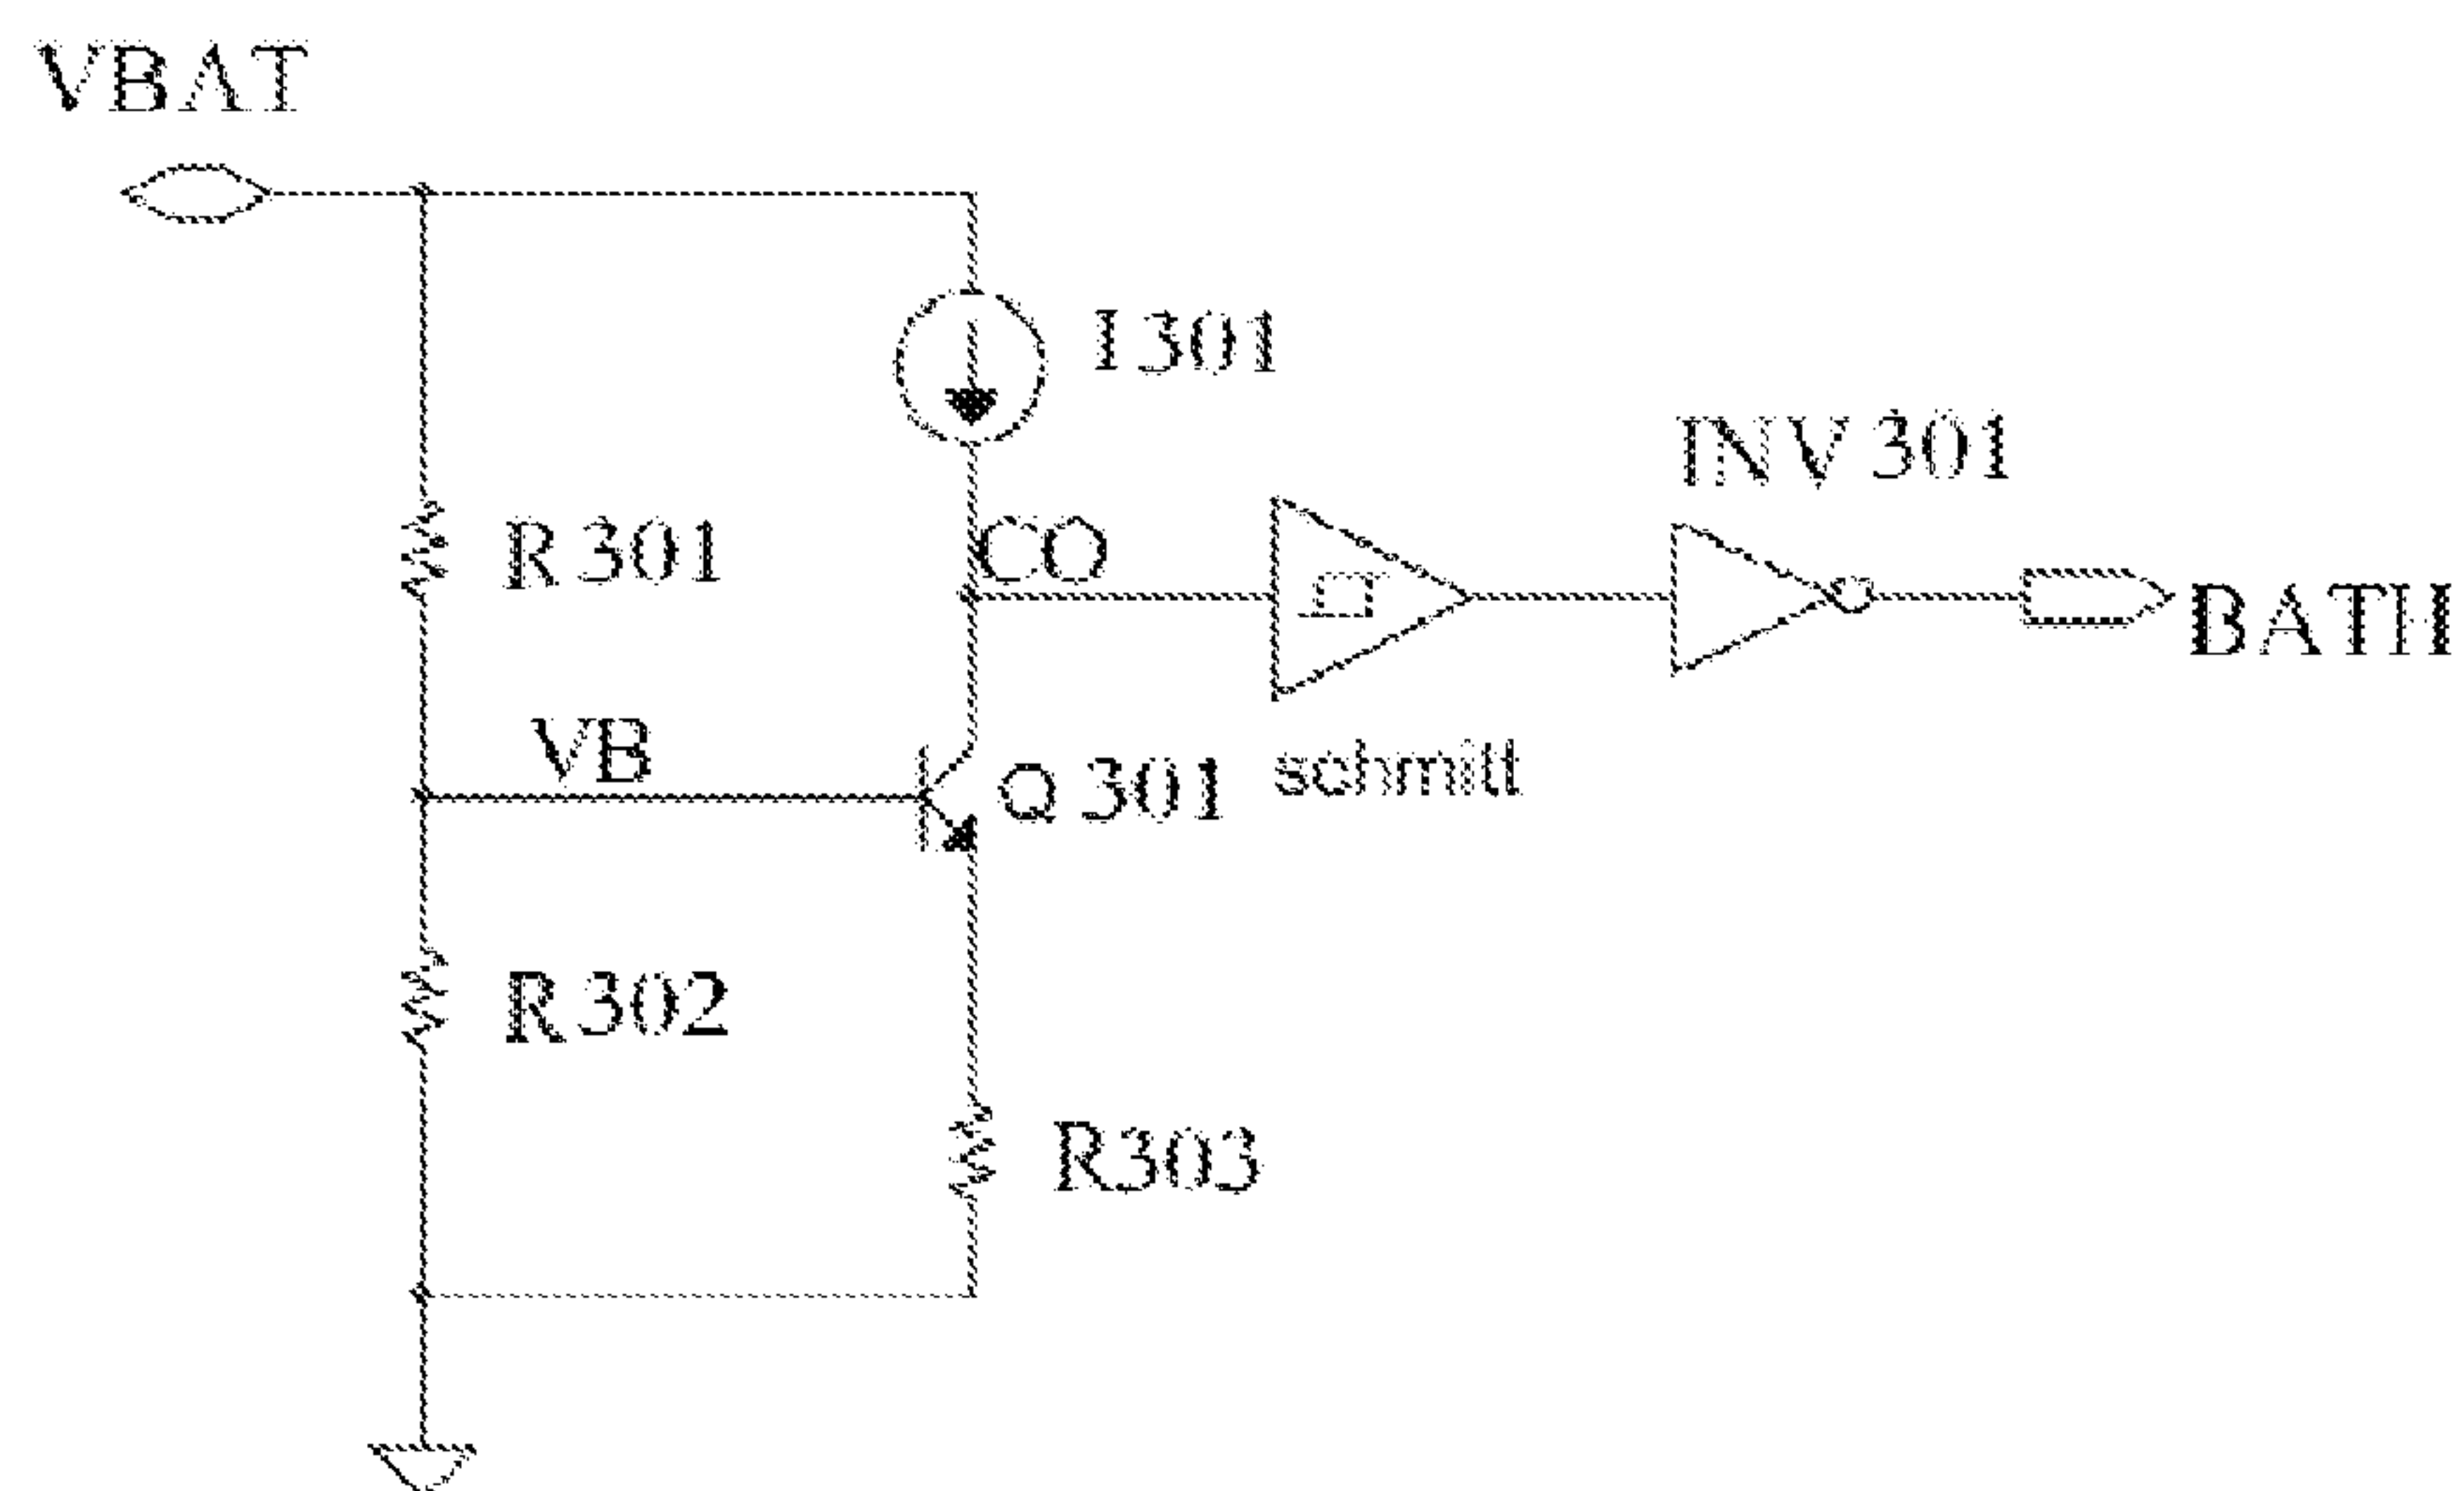 VBAT
I301
INV301
R301
CO
BATH
VB
Q301
schmitt
R302
R303